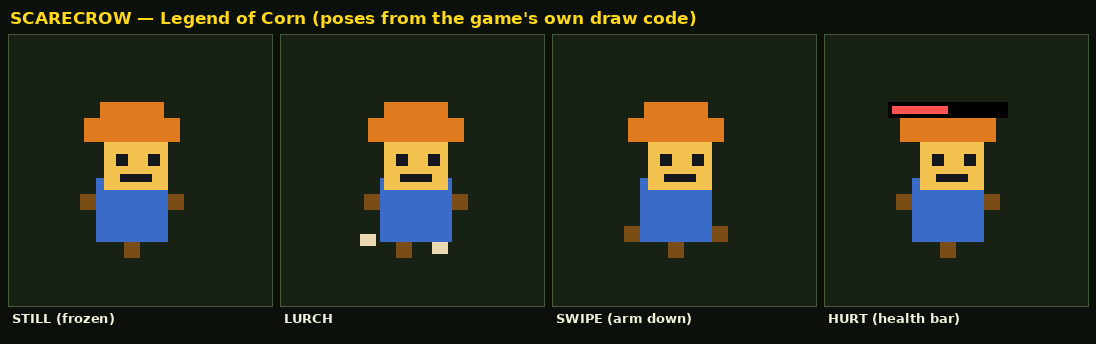 SCARECROW — Legend of Corn (poses from the game's own draw code)
STILL (frozen)
LURCH
SWIPE (arm down)
HURT (health bar)